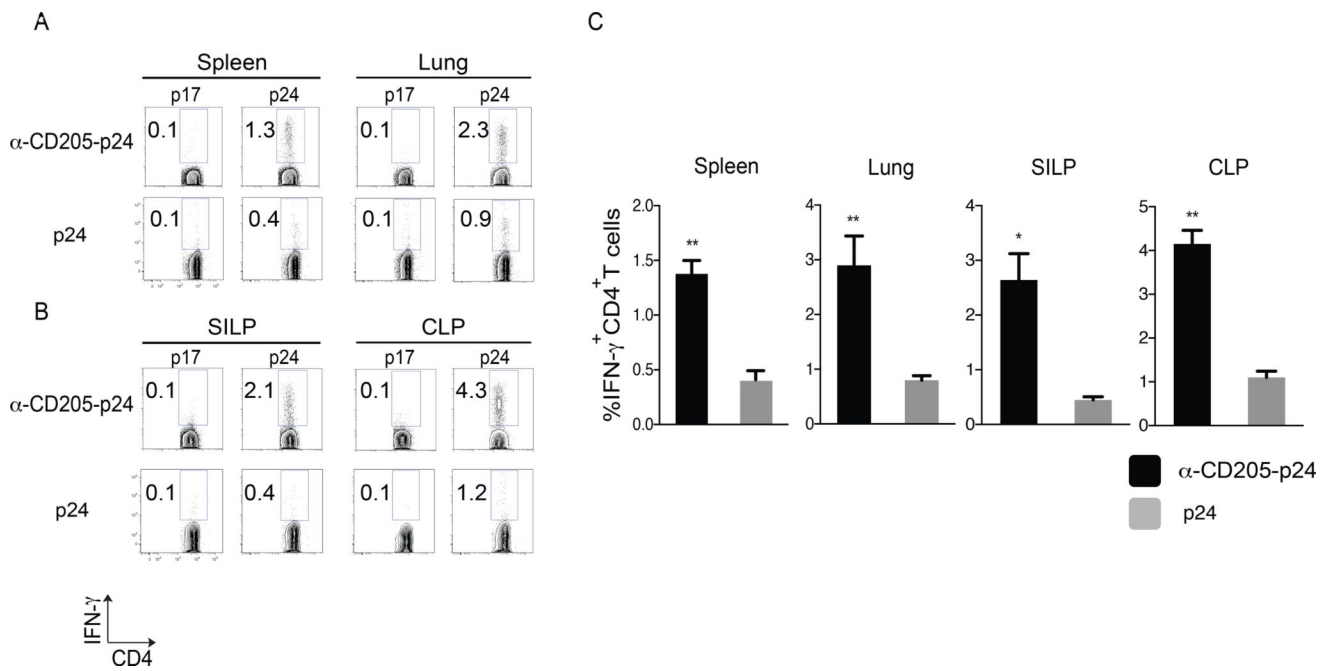 A
Spleen Lung
p17 p24 p17 p24
α-CD205-p24
0.1 1.3 0.1 2.3
p24
0.1 0.4 0.1 0.9
B
SILP CLP
p17 p24 p17 p24
α-CD205-p24
0.1 2.1 0.1 4.3
p24
0.1 0.4 0.1 1.2
IFN-γ
CD4
C
%IFN-γ+ CD4+T cells
Spleen
2.0
1.5
1.0
0.5
0.0
**
Lung
4
3
2
1
0
**
SILP
4
3
2
1
0
*
CLP
5
4
3
2
1
0
**
α-CD205-p24
p24